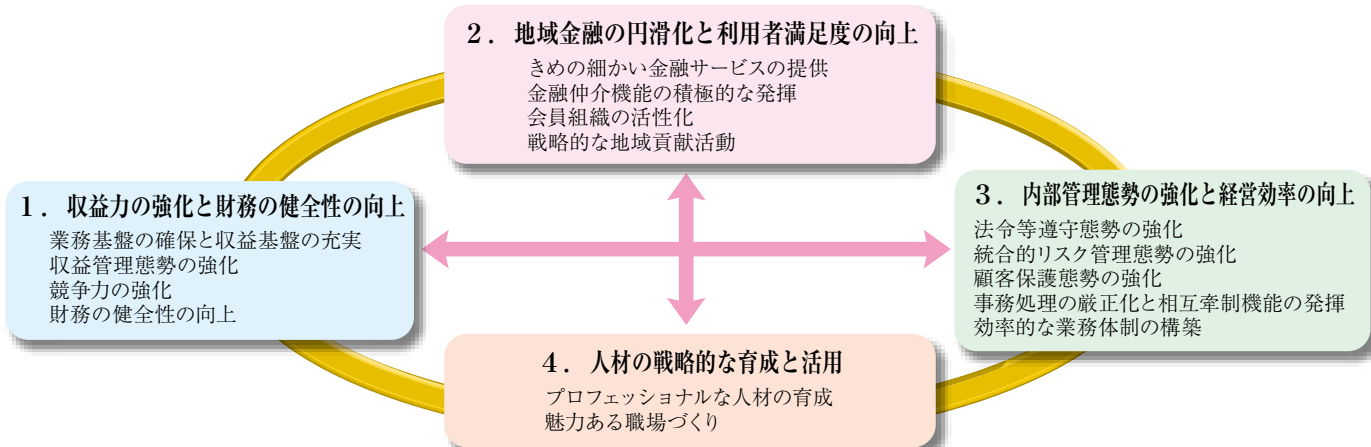 1. 収益力の強化と財務の健全性の向上
業務基盤の確保と収益基盤の充実
収益管理態勢の強化
競争力の強化
財務の健全性の向上
2. 地域金融の円滑化と利用者満足度の向上
きめの細かい金融サービスの提供
金融仲介機能の積極的な発揮
会員組織の活性化
戦略的な地域貢献活動
3. 内部管理態勢の強化と経営効率の向上
法令等遵守態勢の強化
統合的リスク管理態勢の強化
顧客保護態勢の強化
事務処理の厳正化と相互牽制機能の発揮
効率的な業務体制の構築
4. 人材の戦略的な育成と活用
プロフェッショナルな人材の育成
魅力ある職場づくり